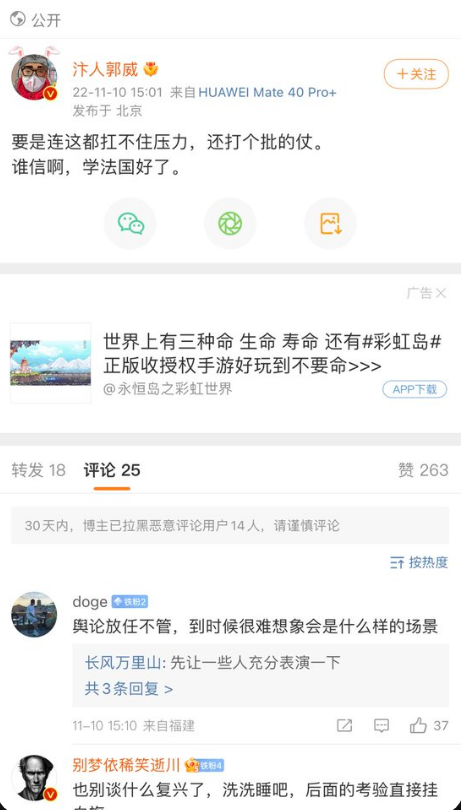 公开
汴人郭威
22-11-10 15:01 来自HUAWEI Mate 40 Pro+
发布于 北京
+关注
要是连这都扛不住压力，还打个批的仗。
谁信啊，学法国好了。
广告
世界上有三种命 生命 寿命 还有#彩虹岛#
正版收授权手游好玩到不要命>>>
@永恒岛之彩虹世界
APP下载
转发 18 评论 25 赞 263
30天内，博主已拉黑恶意评论用户14人，请谨慎评论
按热度
doge 铁粉2
舆论放任不管，到时候很难想象会是什么样的场景
长风万里山: 先让一些人充分表演一下
共3条回复 >
11-10 15:10 来自福建
37
别梦依稀笑逝川 铁粉4
也别谈什么复兴了，洗洗睡吧，后面的考验直接挂